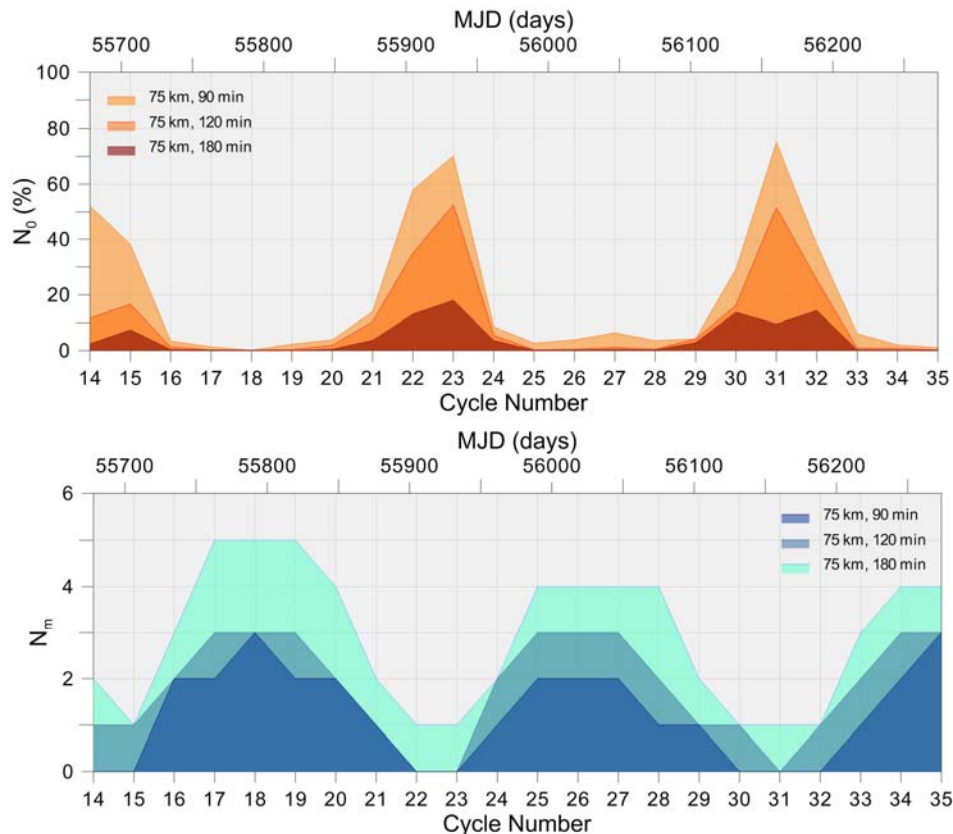 MJD (days)
55700 55800 55900 56000 56100 56200
100
80
60
40
20
0
N0 (%)
75 km, 90 min
75 km, 120 min
75 km, 180 min
14 15 16 17 18 19 20 21 22 23 24 25 26 27 28 29 30 31 32 33 34 35
Cycle Number
MJD (days)
55700 55800 55900 56000 56100 56200
6
4
2
0
Nm
75 km, 90 min
75 km, 120 min
75 km, 180 min
14 15 16 17 18 19 20 21 22 23 24 25 26 27 28 29 30 31 32 33 34 35
Cycle Number